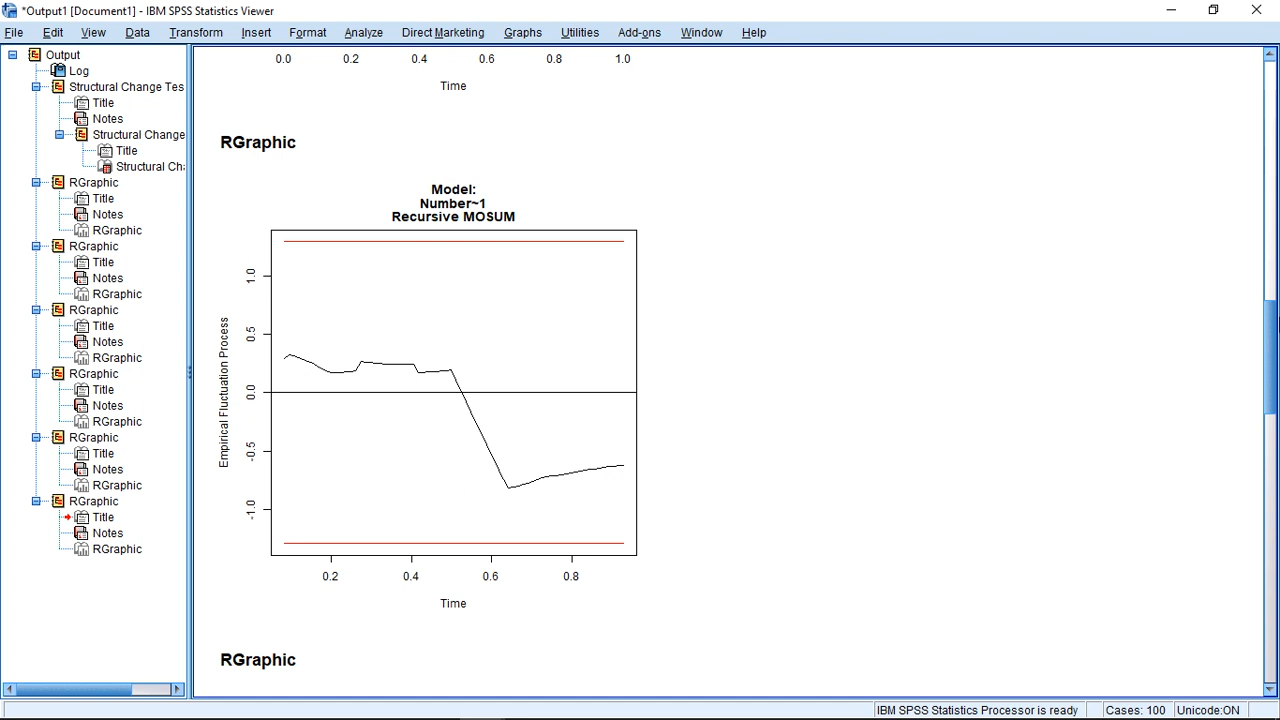 *Output1 [Document1] - IBM SPSS Statistics Viewer
File Edit View Data Transform Insert Format Analyze Direct Marketing Graphs Utilities Add-ons Window Help
Output
Log
Structural Change Tes
Title
Notes
Structural Change
Title
Structural Ch
RGraphic
Title
Notes
RGraphic
RGraphic
Title
Notes
RGraphic
RGraphic
Title
Notes
RGraphic
RGraphic
Title
Notes
RGraphic
RGraphic
Title
Notes
RGraphic
RGraphic
Title
Notes
RGraphic
0.0 0.2 0.4 0.6 0.8 1.0
Time
RGraphic
Model:
Number~1
Recursive MOSUM
Empirical Fluctuation Process
1.0
0.5
0.0
-0.5
-1.0
0.2 0.4 0.6 0.8
Time
RGraphic
IBM SPSS Statistics Processor is ready Cases: 100 Unicode:ON